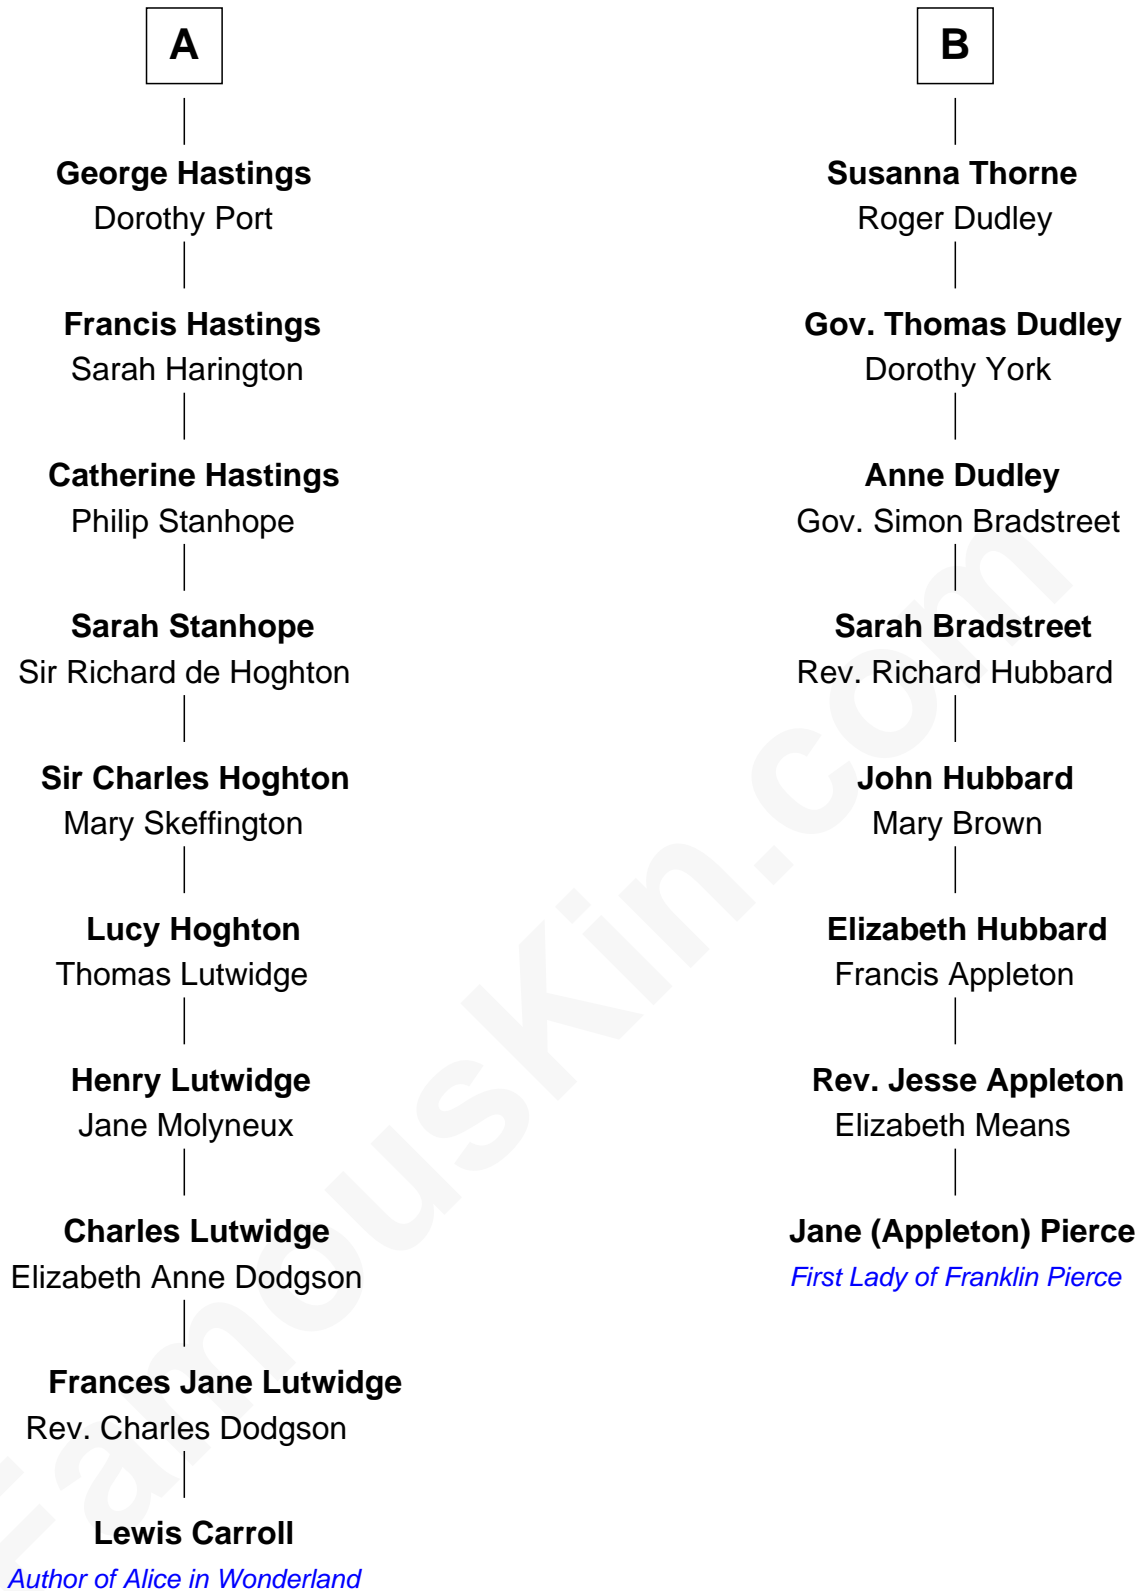 A
George Hastings
Dorothy Port
Francis Hastings
Sarah Harington
Catherine Hastings
Philip Stanhope
Sarah Stanhope
Sir Richard de Hoghton
Sir Charles Hoghton
Mary Skeffington
Lucy Hoghton
Thomas Lutwidge
Henry Lutwidge
Jane Molyneux
Charles Lutwidge
Elizabeth Anne Dodgson
Frances Jane Lutwidge
Rev. Charles Dodgson
Lewis Carroll
Author of Alice in Wonderland
B
Susanna Thorne
Roger Dudley
Gov. Thomas Dudley
Dorothy York
Anne Dudley
Gov. Simon Bradstreet
Sarah Bradstreet
Rev. Richard Hubbard
John Hubbard
Mary Brown
Elizabeth Hubbard
Francis Appleton
Rev. Jesse Appleton
Elizabeth Means
Jane (Appleton) Pierce
First Lady of Franklin Pierce
FamousKin.com